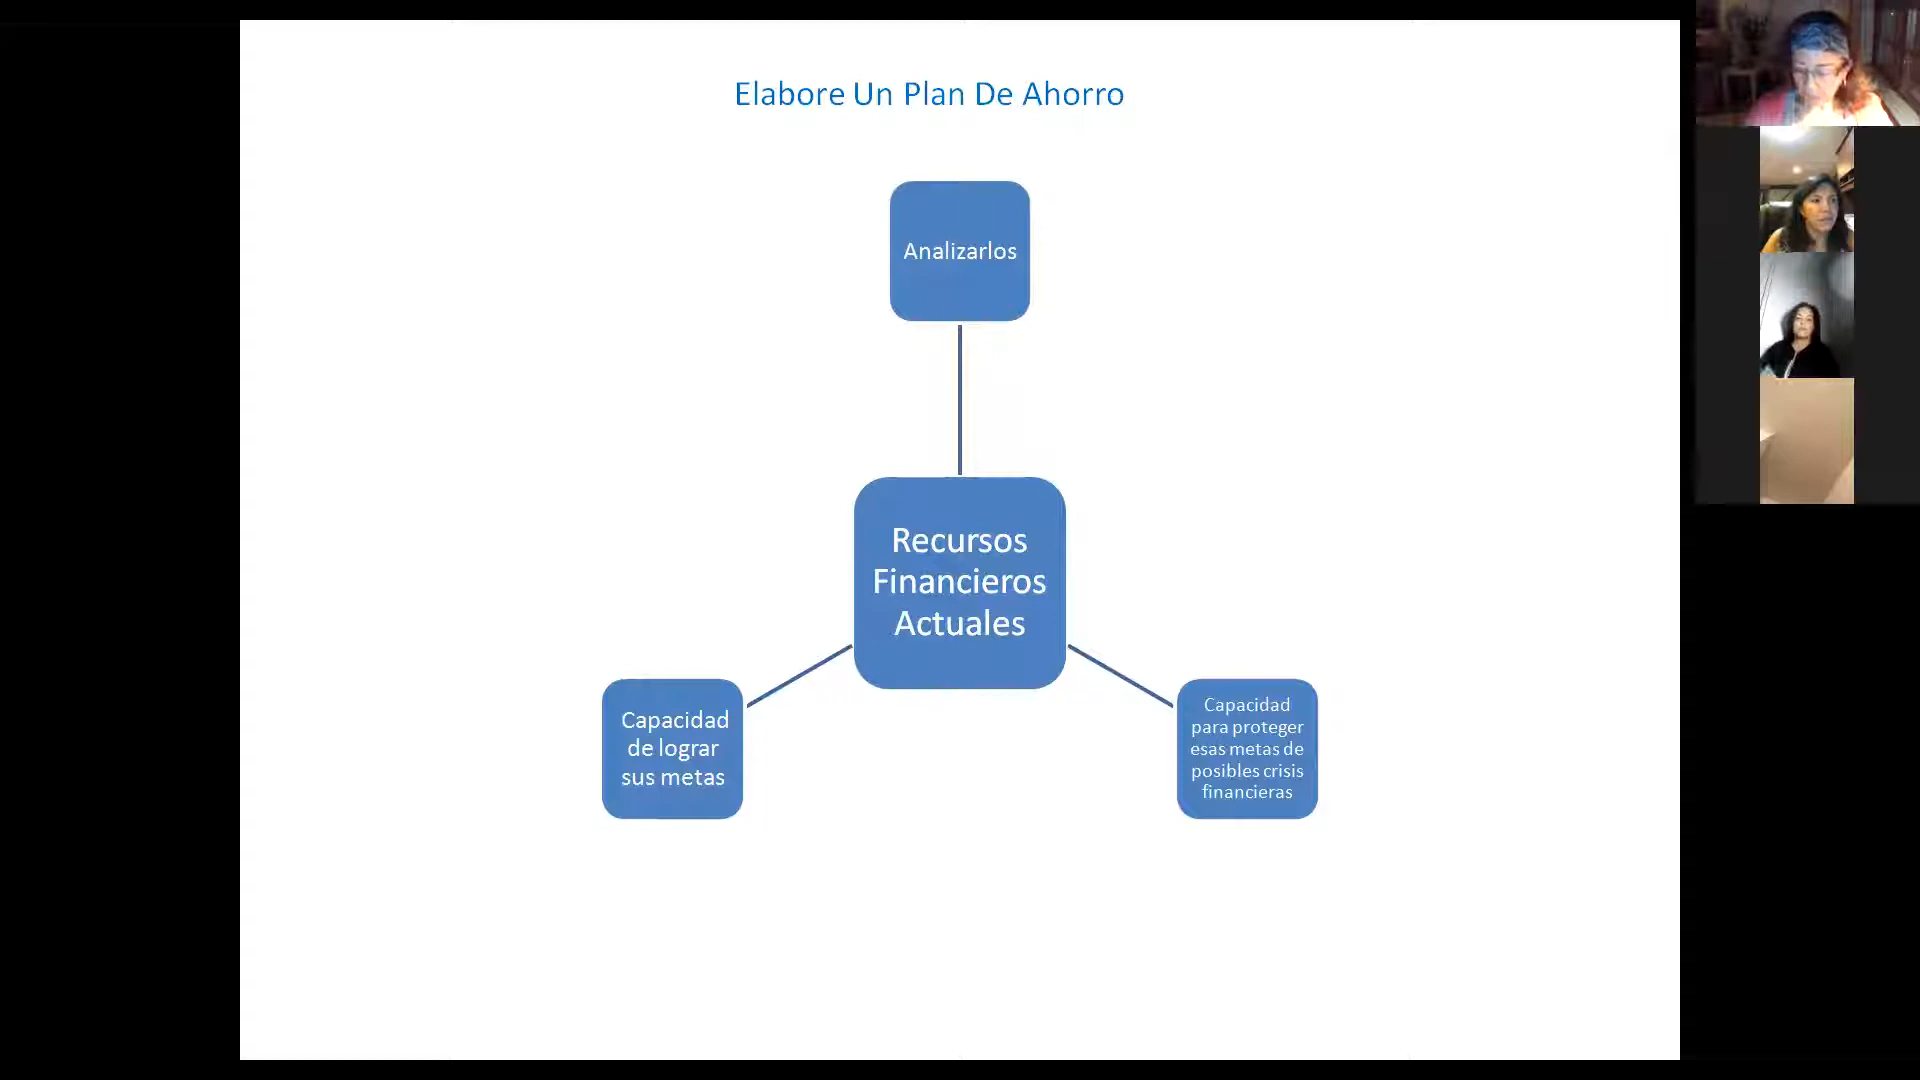 Elabore Un Plan De Ahorro
Analizarlos
Recursos
Financieros
Actuales
Capacidad
de lograr
sus metas
Capacidad
para proteger
esas metas de
posibles crisis
financieras